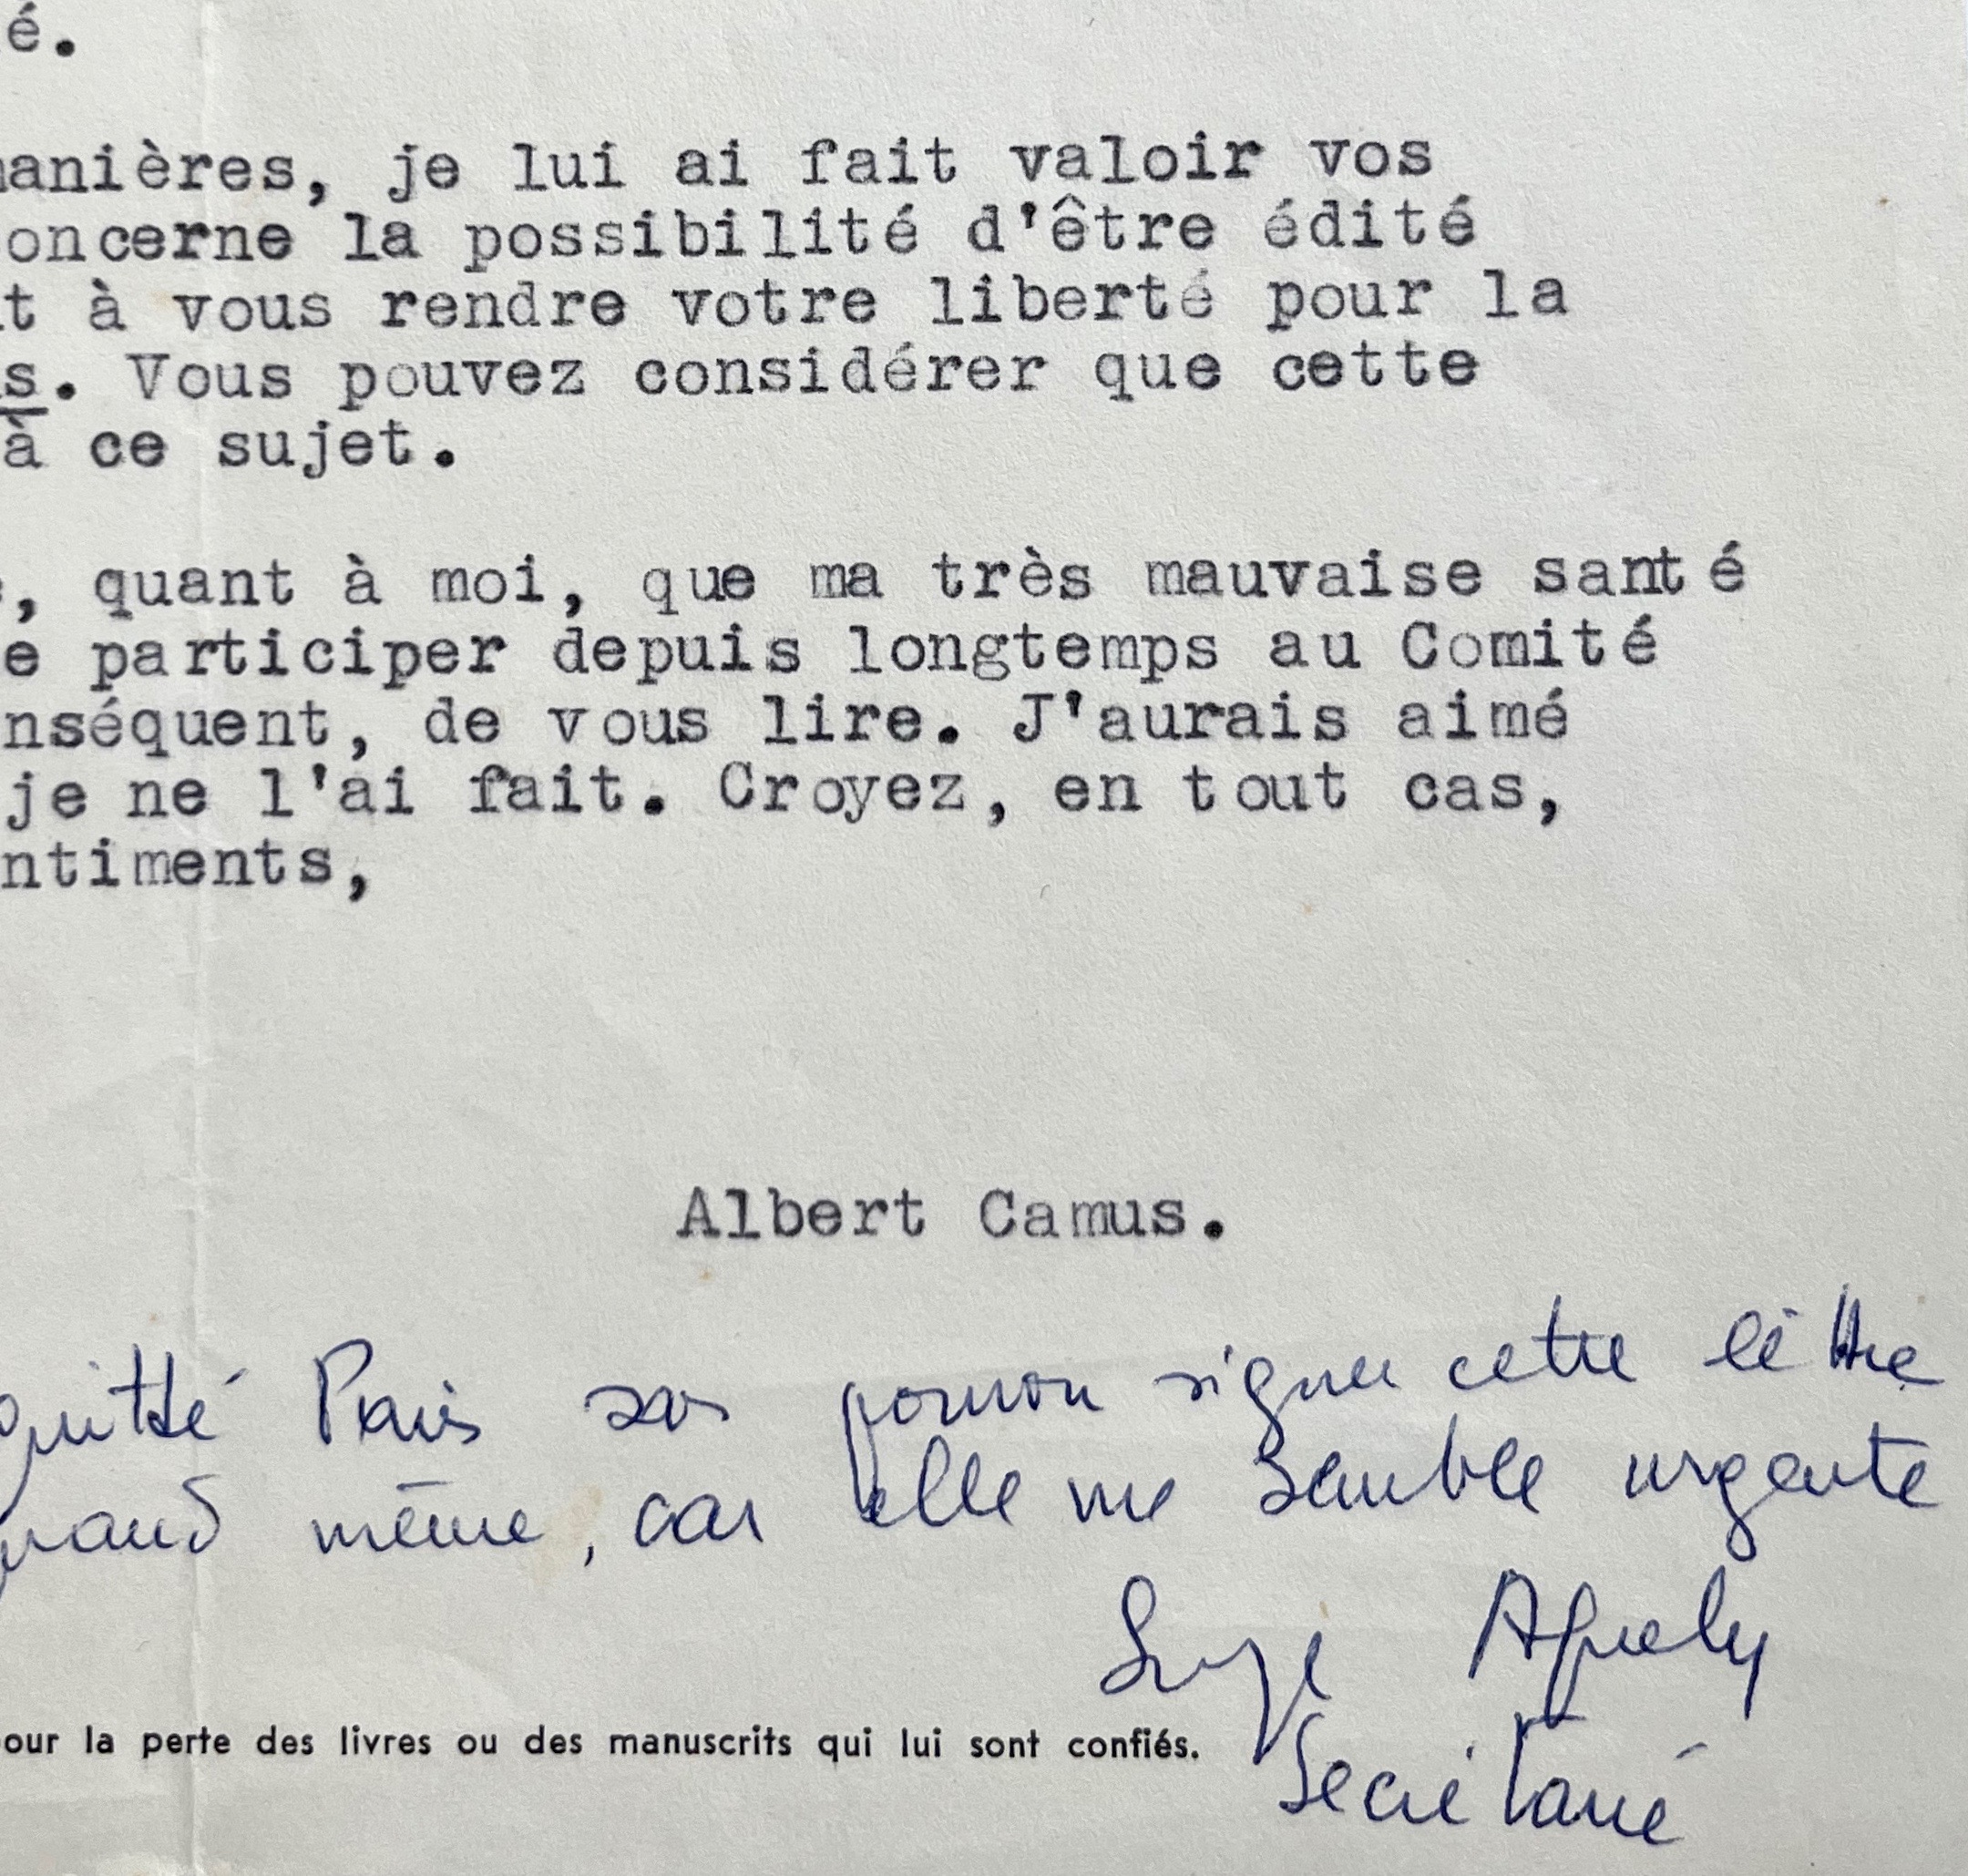 é.
manières, je lui ai fait valoir vos
oncerne la possibilité d'être édité
t à vous rendre votre liberté pour la
s. Vous pouvez considérer que cette
à ce sujet.
, quant à moi, que ma très mauvaise santé
e participer depuis longtemps au Comité
nséquent, de vous lire. J'aurais aimé
je ne l'ai fait. Croyez, en tout cas,
ntiments,
Albert Camus.
quitté Paris sans pouvoir signer cette lettre
quand même, car elle me semble urgente
Suzy Agnely
Secrétaire
our la perte des livres ou des manuscrits qui lui sont confiés.